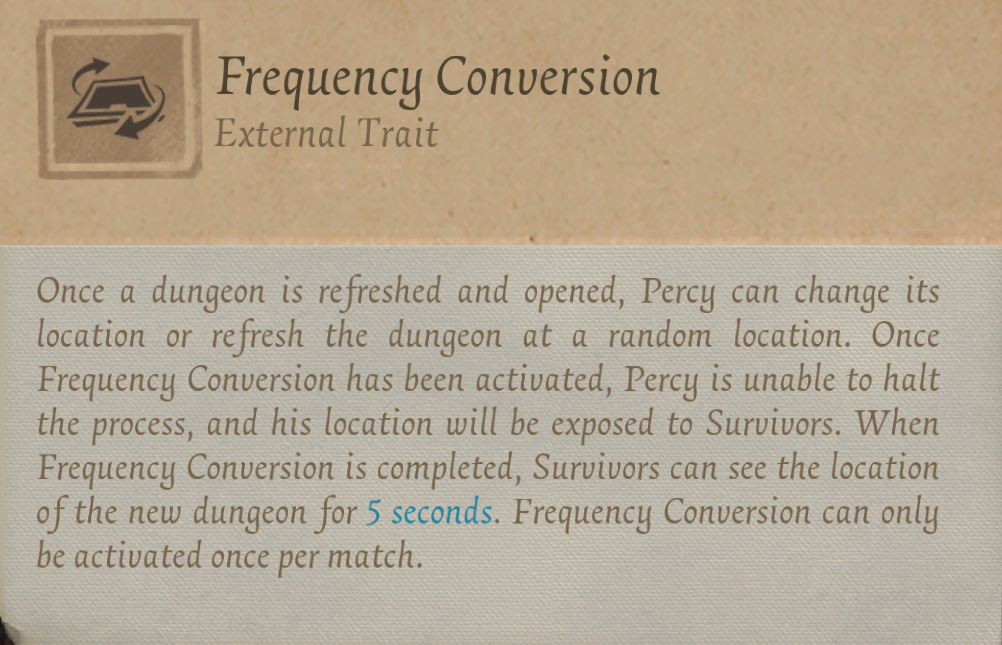 Frequency Conversion
External Trait
Once a dungeon is refreshed and opened, Percy can change its
location or refresh the dungeon at a random location. Once
Frequency Conversion has been activated, Percy is unable to halt
the process, and his location will be exposed to Survivors. When
Frequency Conversion is completed, Survivors can see the location
of the new dungeon for 5 seconds. Frequency Conversion can only
be activated once per match.